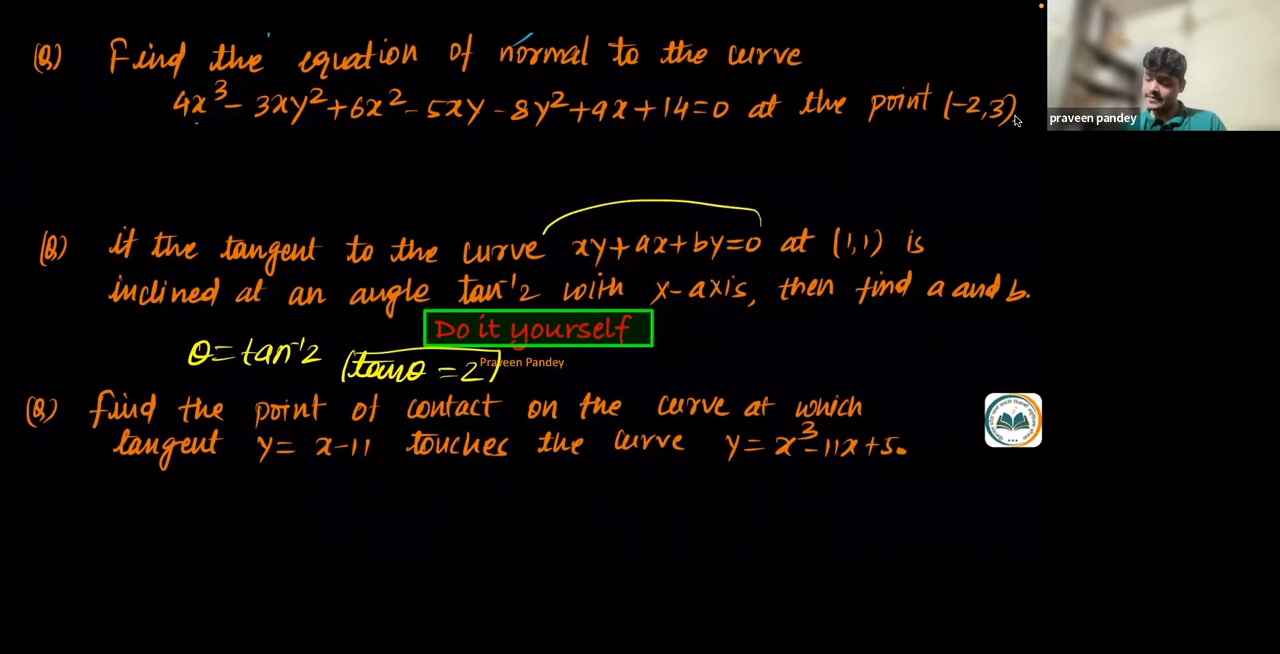 (Q) Find the equation of normal to the curve
4x³ - 3xy² + 6x² - 5xy - 8y² + 9x + 14 = 0 at the point (-2,3).
praveen pandey
(Q) if the tangent to the curve xy + ax + by = 0 at (1,1) is
inclined at an angle tan⁻¹2 with x-axis, then find a and b.
Do it yourself
θ = tan⁻¹2 (tanθ = 2)
Praveen Pandey
(Q) find the point of contact on the curve at which
tangent y = x-11 touches the curve y = x³-11x+5.